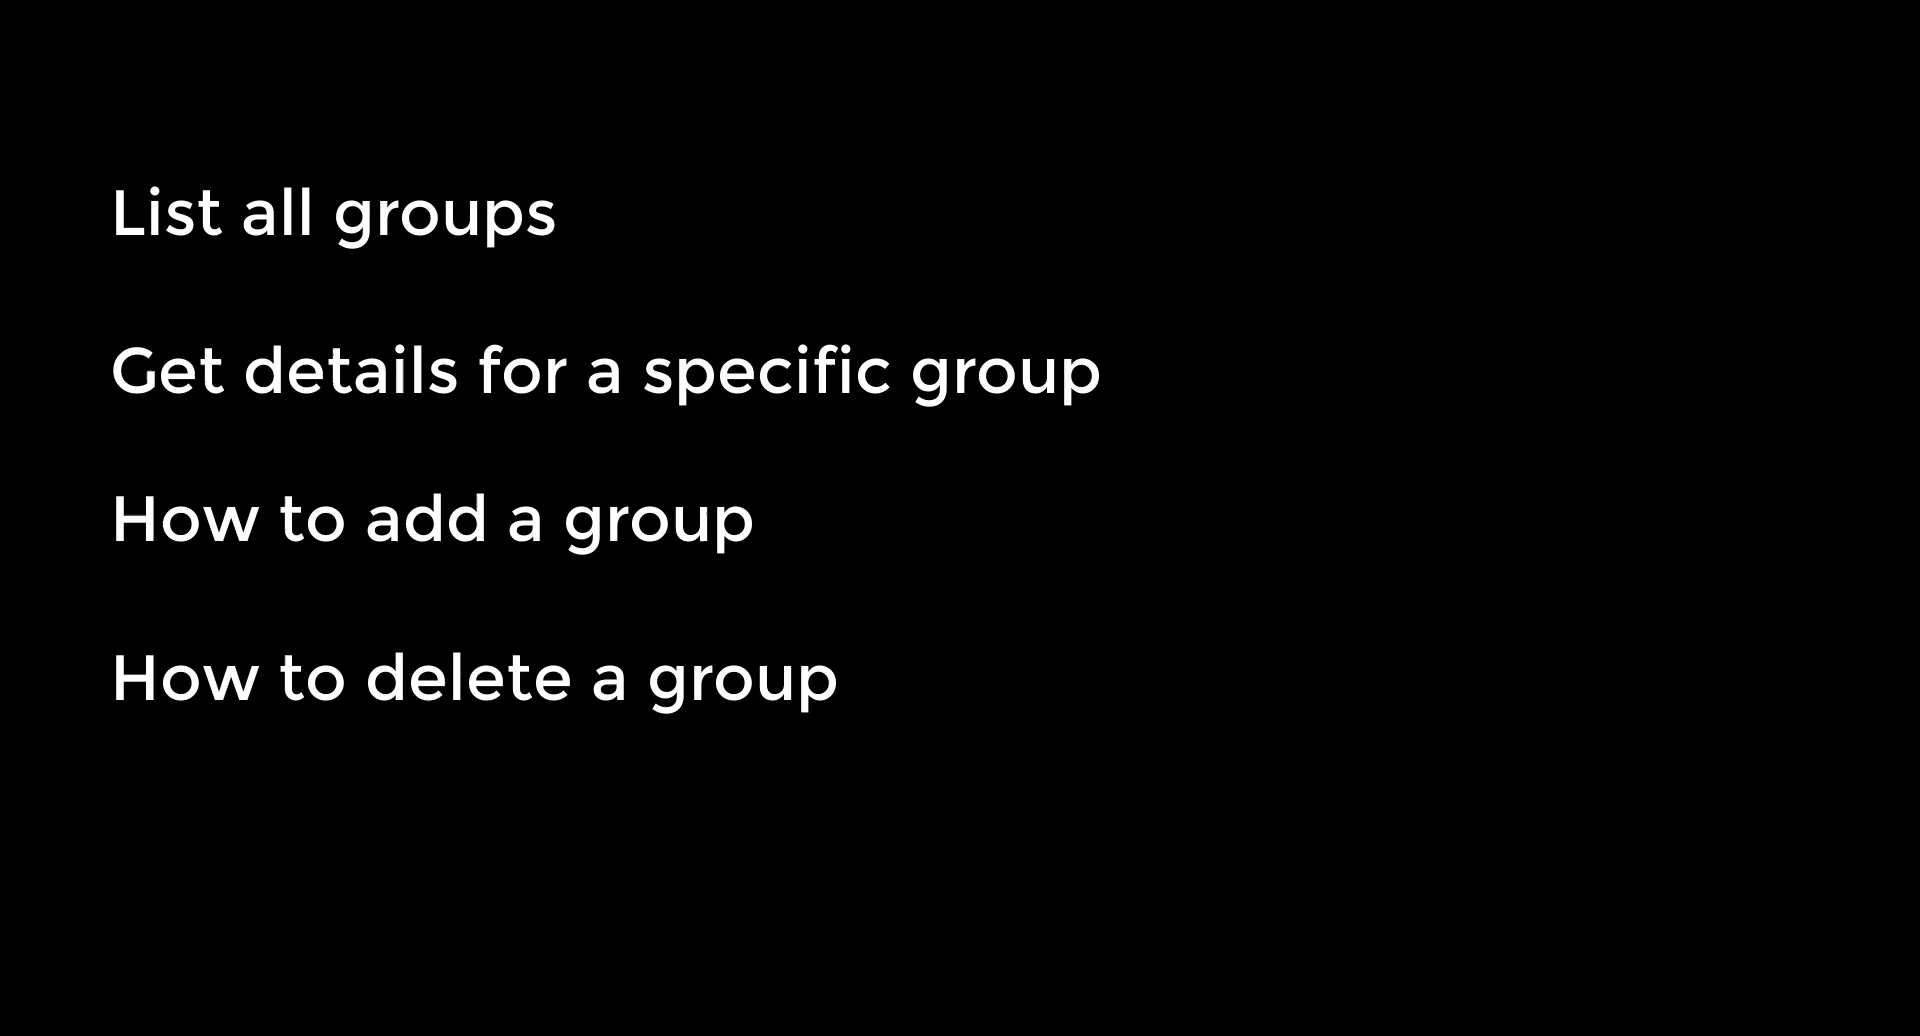 List all groups
Get details for a specific group
How to add a group
How to delete a group